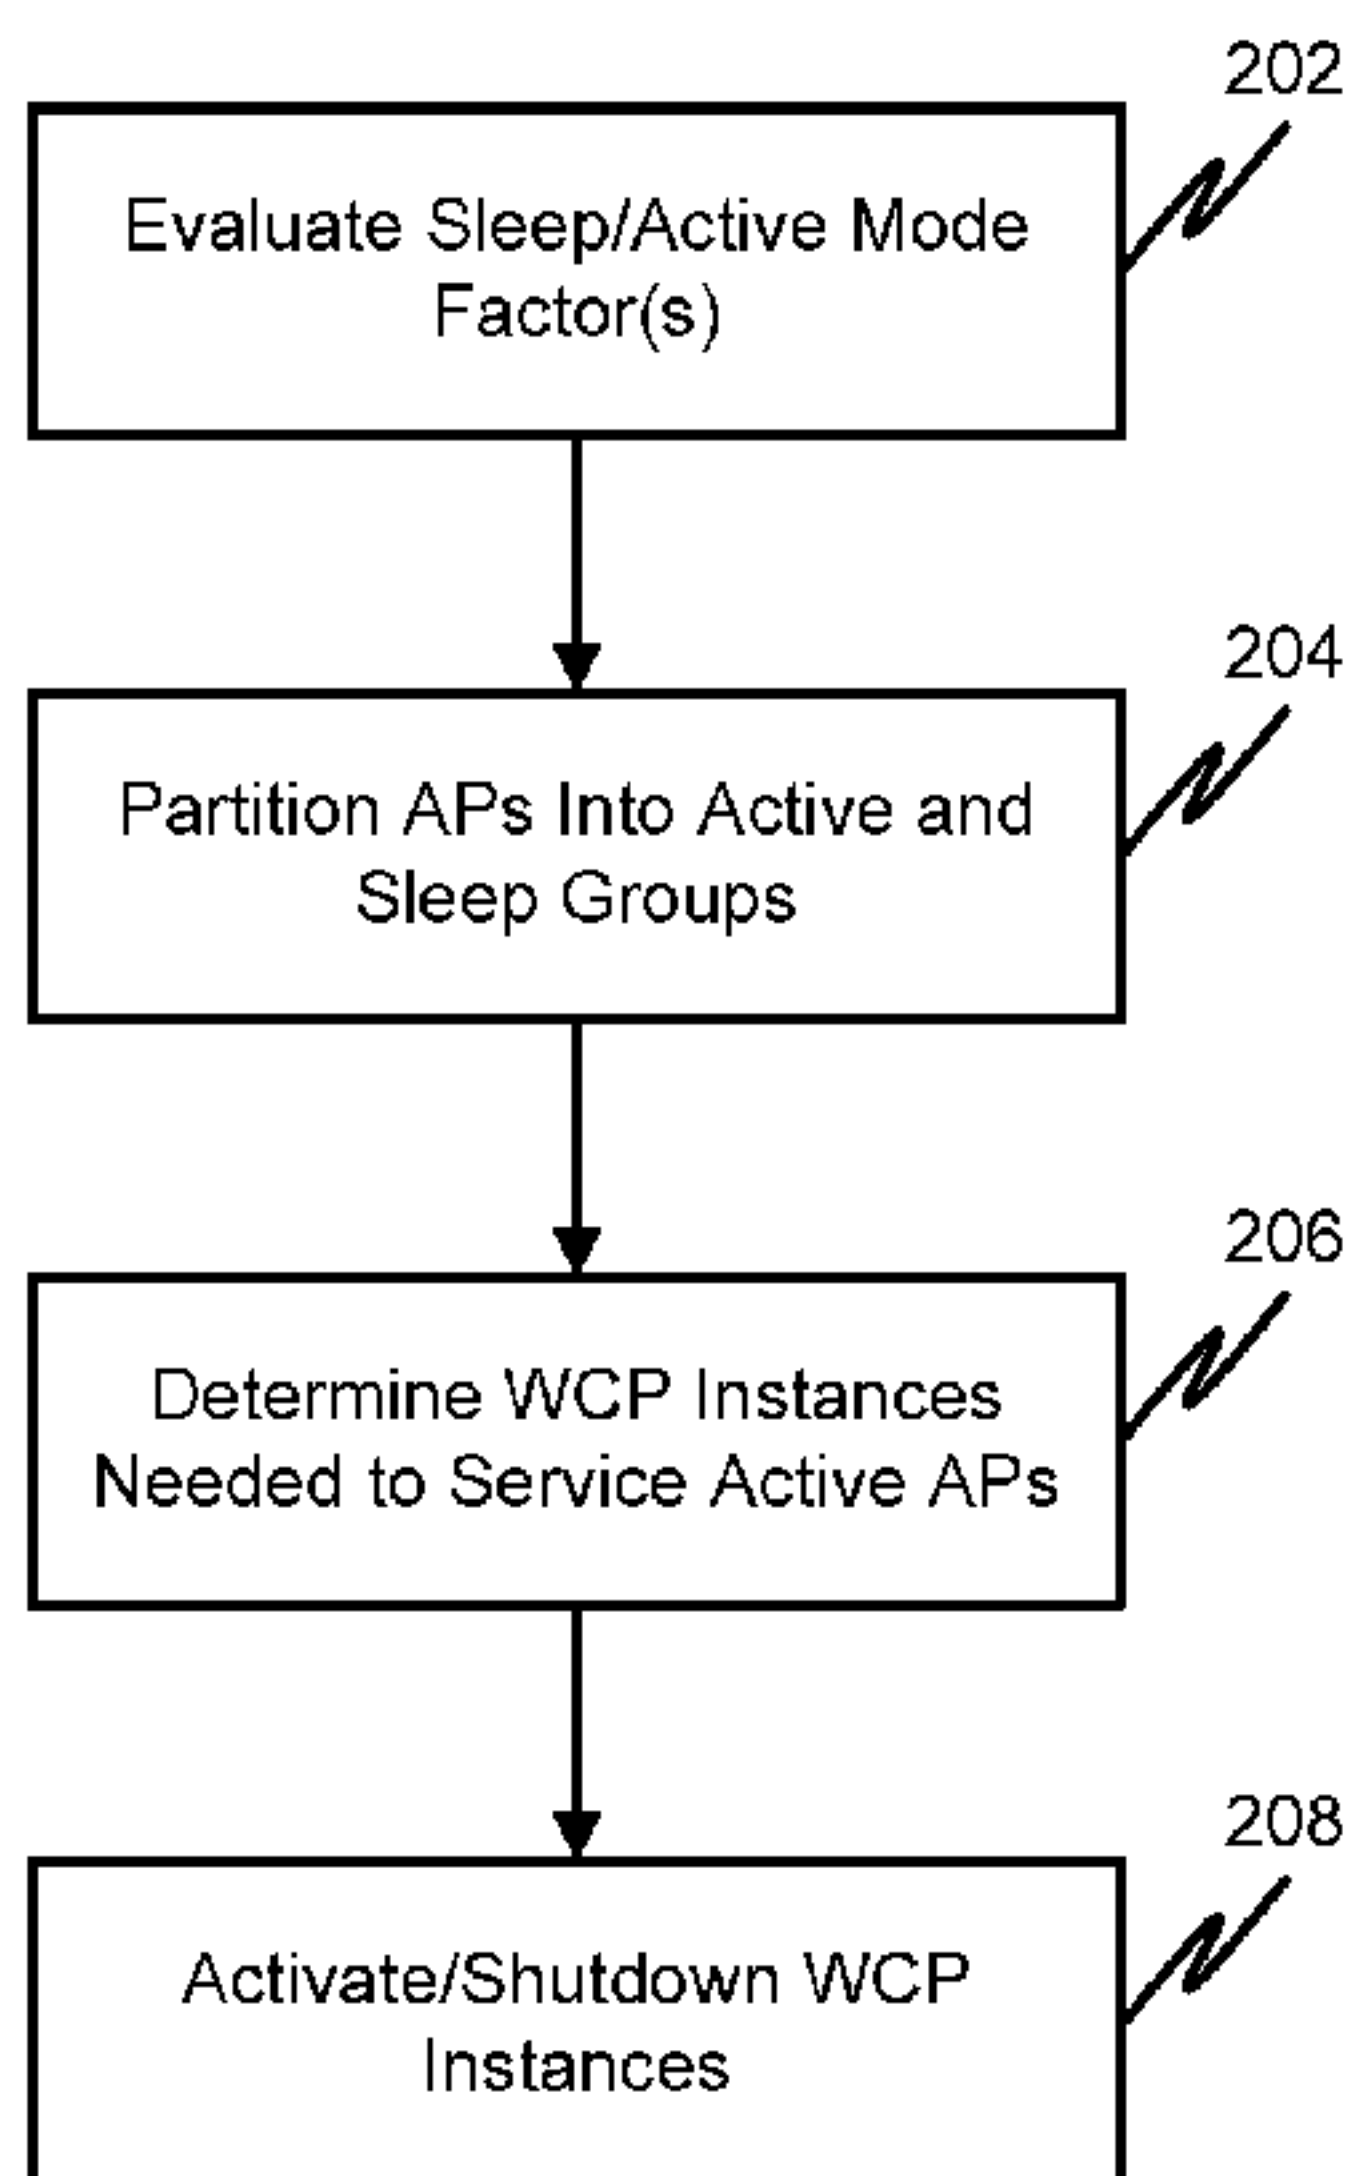 202
Evaluate Sleep/Active Mode
Factor(s)
204
Partition APs Into Active and
Sleep Groups
206
Determine WCP Instances
Needed to Service Active APs
208
Activate/Shutdown WCP
Instances